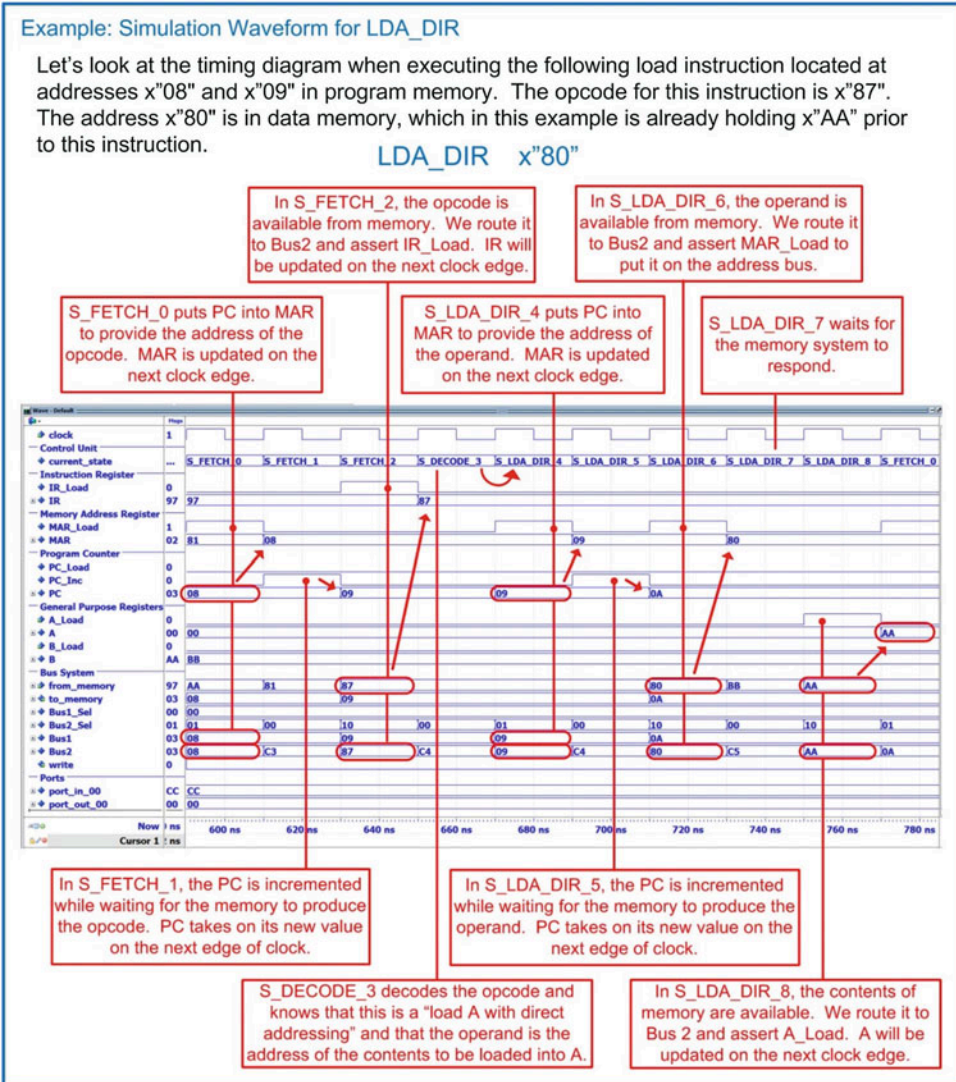 Example: Simulation Waveform for LDA_DIR
Let's look at the timing diagram when executing the following load instruction located at
addresses x"08" and x"09" in program memory. The opcode for this instruction is x"87".
The address x"80" is in data memory, which in this example is already holding x"AA" prior
to this instruction.
LDA_DIR x"80"
In S_FETCH_2, the opcode is
available from memory. We route it
to Bus2 and assert IR_Load. IR will
be updated on the next clock edge.
In S_LDA_DIR_6, the operand is
available from memory. We route it
to Bus2 and assert MAR_Load to
put it on the address bus.
S_FETCH_0 puts PC into MAR
to provide the address of the
opcode. MAR is updated on the
next clock edge.
S_LDA_DIR_4 puts PC into
MAR to provide the address of
the operand. MAR is updated
on the next clock edge.
S_LDA_DIR_7 waits for
the memory system to
respond.
Wave - Default
Msgs
clock 1
Control Unit
current_state ... S_FETCH_0 S_FETCH_1 S_FETCH_2 S_DECODE_3 S_LDA_DIR_4 S_LDA_DIR_5 S_LDA_DIR_6 S_LDA_DIR_7 S_LDA_DIR_8 S_FETCH_0
Instruction Register
IR_Load 0
IR 97 97 87
Memory Address Register
MAR_Load 1
MAR 02 81 08 09 80
Program Counter
PC_Load 0
PC_Inc 0
PC 03 08 09 09 0A
General Purpose Registers
A_Load 0
A 00 00 AA
B_Load 0
B AA BB
Bus System
from_memory 97 AA 81 87 80 BB AA
to_memory 03 08 09 0A
Bus1_Sel 00 00
Bus2_Sel 01 01 00 10 00 01 00 10 00 10 01
Bus1 03 08 09 09 0A
Bus2 03 08 C3 87 C4 09 C4 80 C5 AA 0A
write 0
Ports
port_in_00 CC CC
port_out_00 00 00
Now ns 600 ns 620 ns 640 ns 660 ns 680 ns 700 ns 720 ns 740 ns 760 ns 780 ns
Cursor 1 ns
In S_FETCH_1, the PC is incremented
while waiting for the memory to produce
the opcode. PC takes on its new value
on the next edge of clock.
In S_LDA_DIR_5, the PC is incremented
while waiting for the memory to produce the
operand. PC takes on its new value on the
next edge of clock.
S_DECODE_3 decodes the opcode and
knows that this is a "load A with direct
addressing" and that the operand is the
address of the contents to be loaded into A.
In S_LDA_DIR_8, the contents of
memory are available. We route it to
Bus 2 and assert A_Load. A will be
updated on the next clock edge.